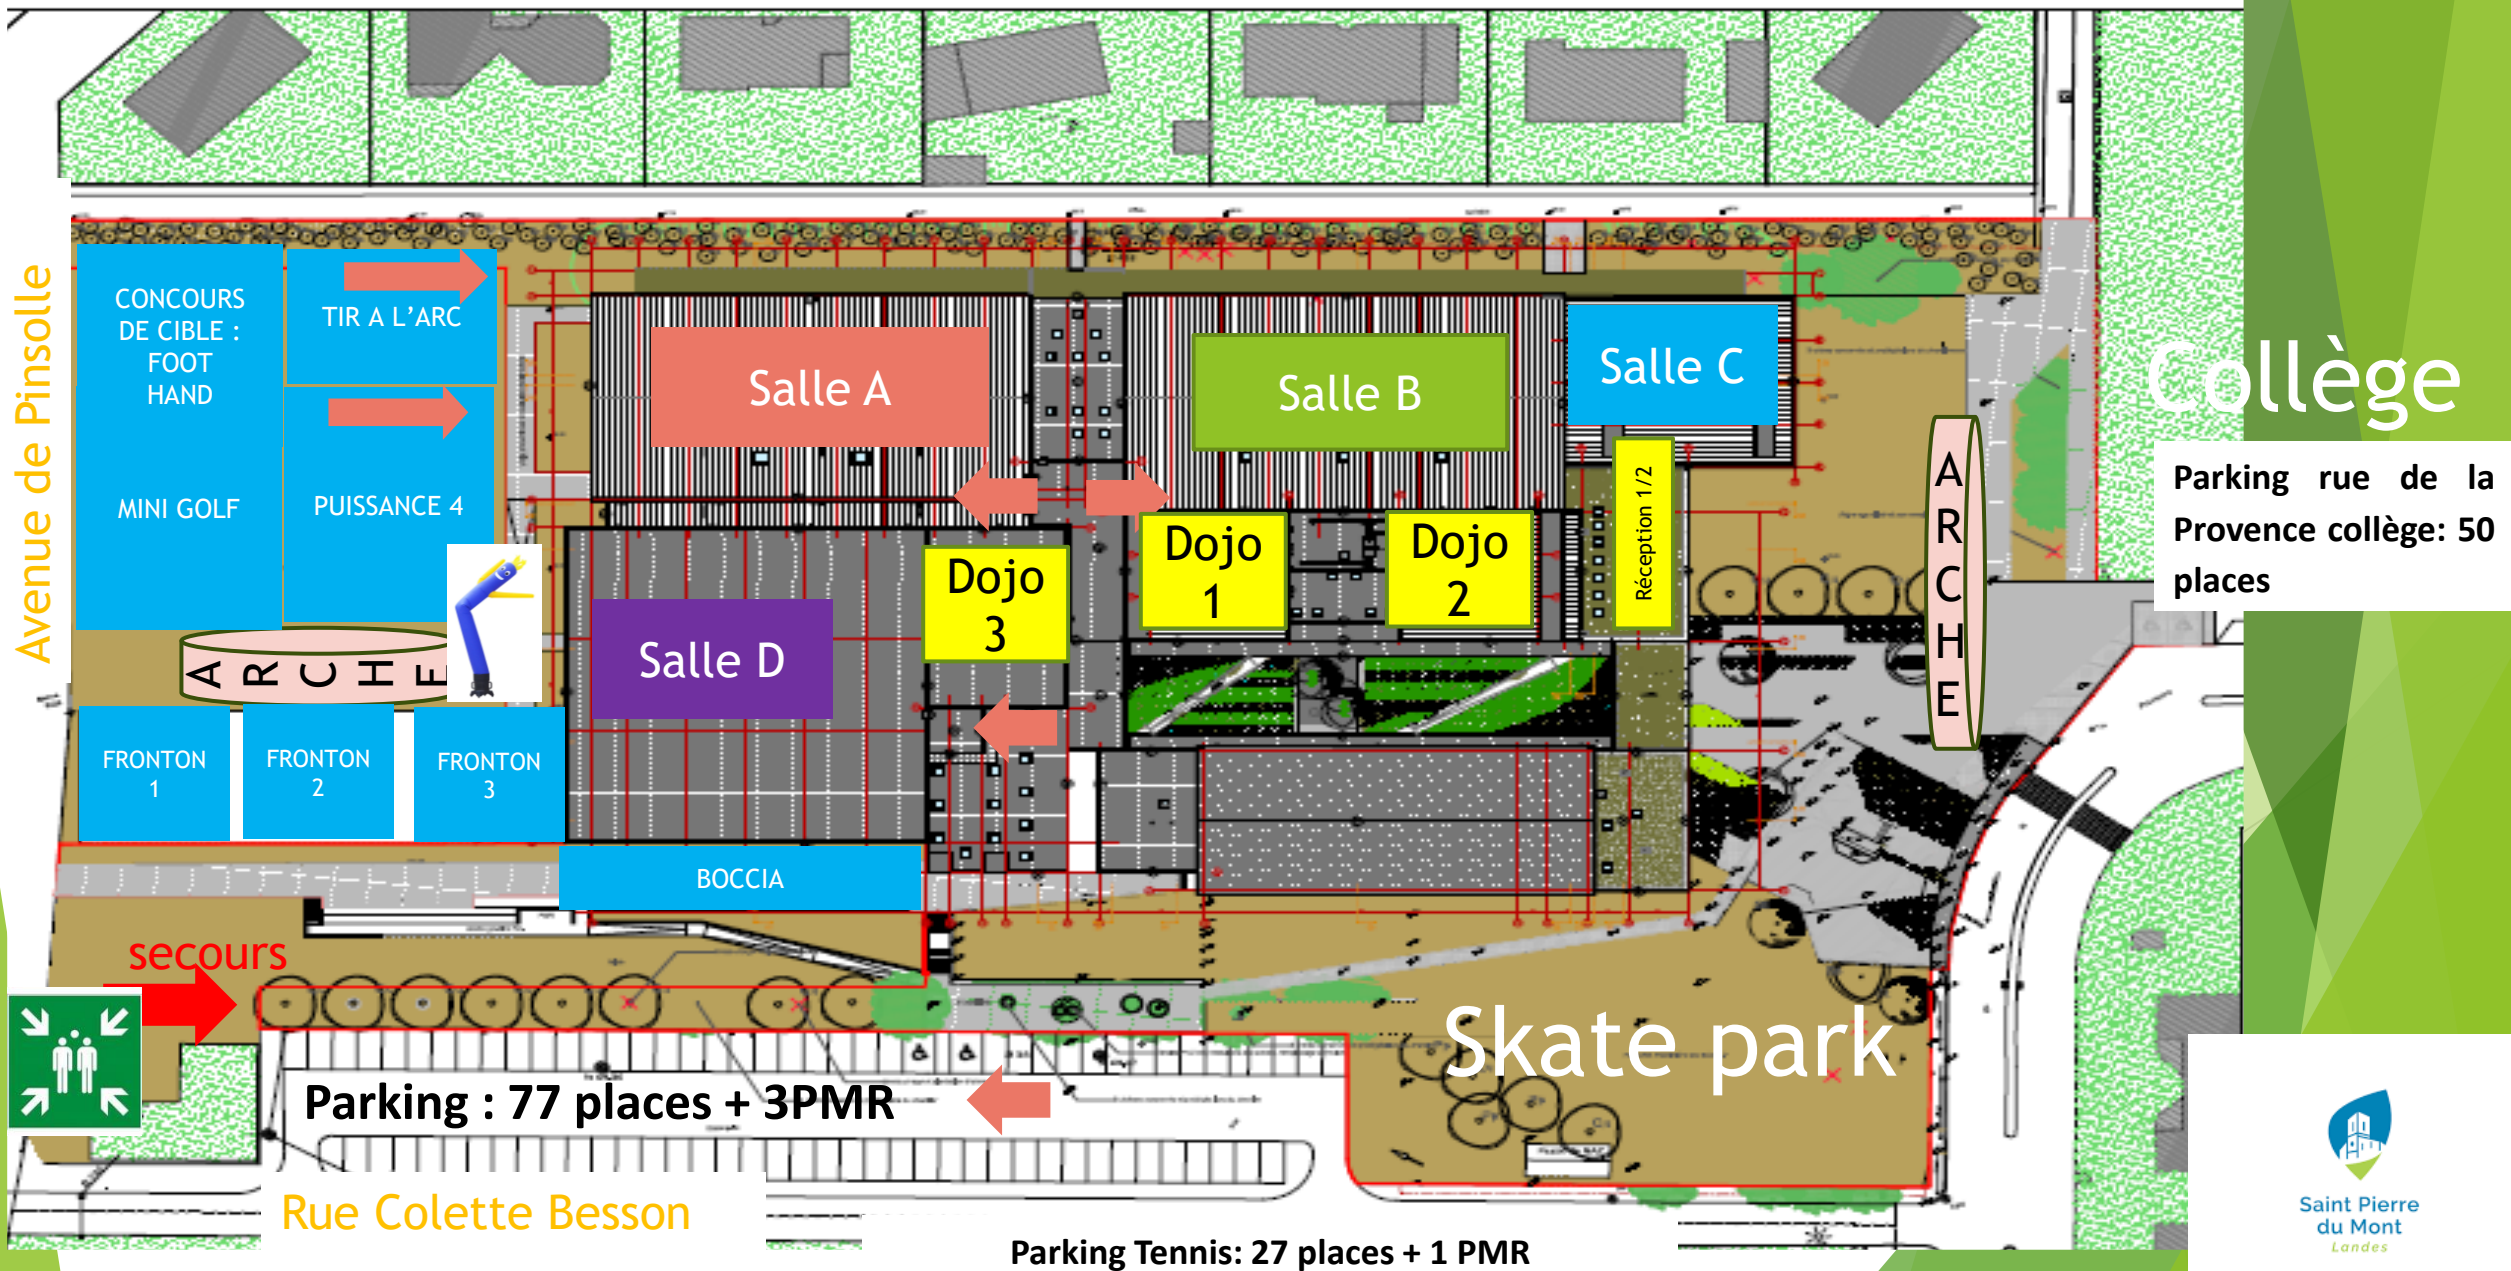 Avenue de Pinsolle
CONCOURS
DE CIBLE :
FOOT
HAND
MINI GOLF
TIR A L’ARC
PUISSANCE 4
ARCHE
FRONTON
1
FRONTON
2
FRONTON
3
BOCCIA
Salle A
Salle B
Salle C
Salle D
Dojo
3
Dojo
1
Dojo
2
Réception 1/2
A
R
C
H
E
Collège
Parking rue de la
Provence collège: 50
places
secours
Skate park
Parking : 77 places + 3PMR
Rue Colette Besson
Parking Tennis: 27 places + 1 PMR
Saint Pierre
du Mont
Landes